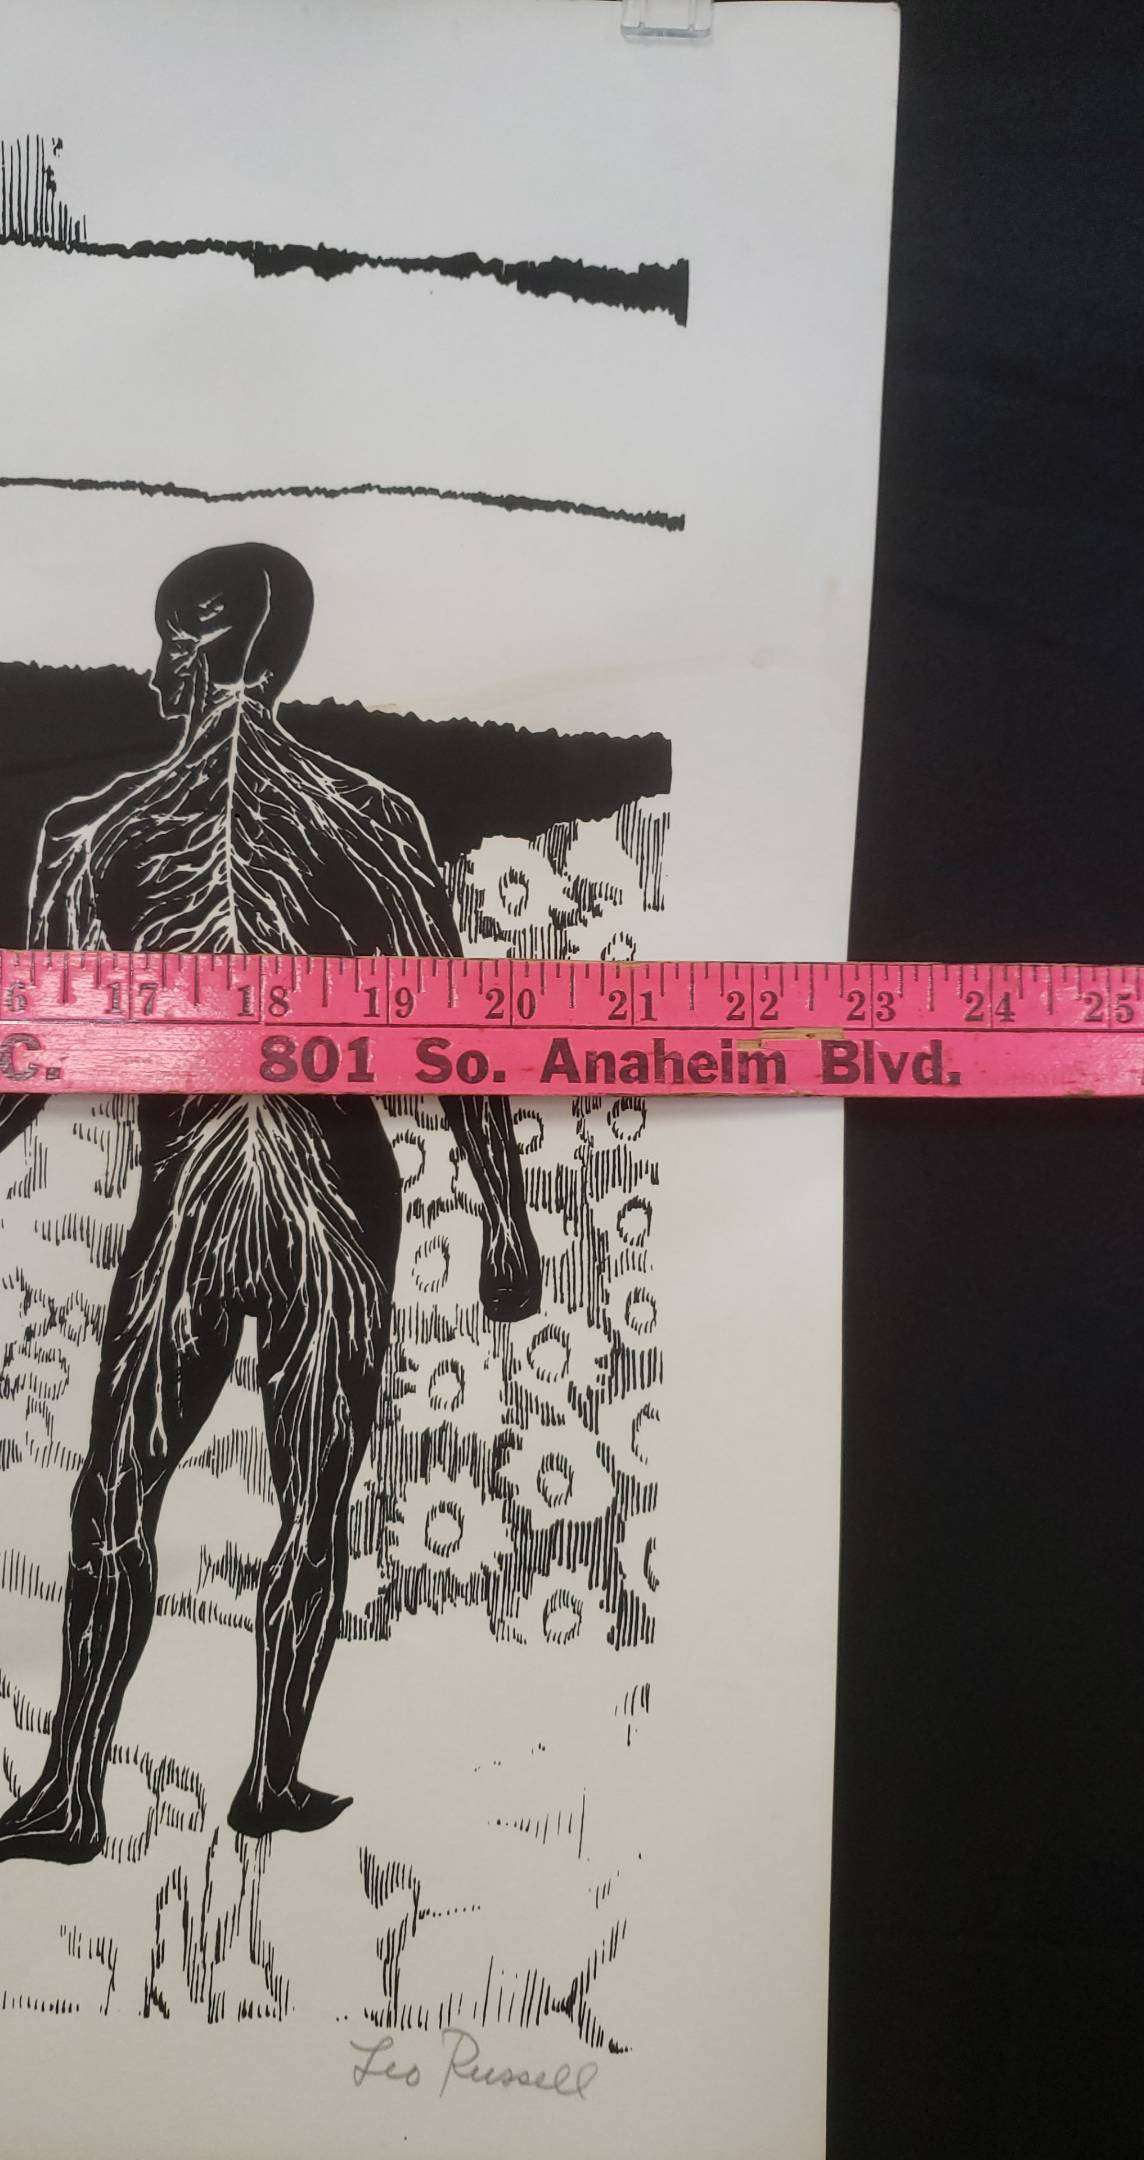 6 17 18 19 20 21 22 23 24 25
C. 801 So. Anaheim Blvd.
Leo Russell